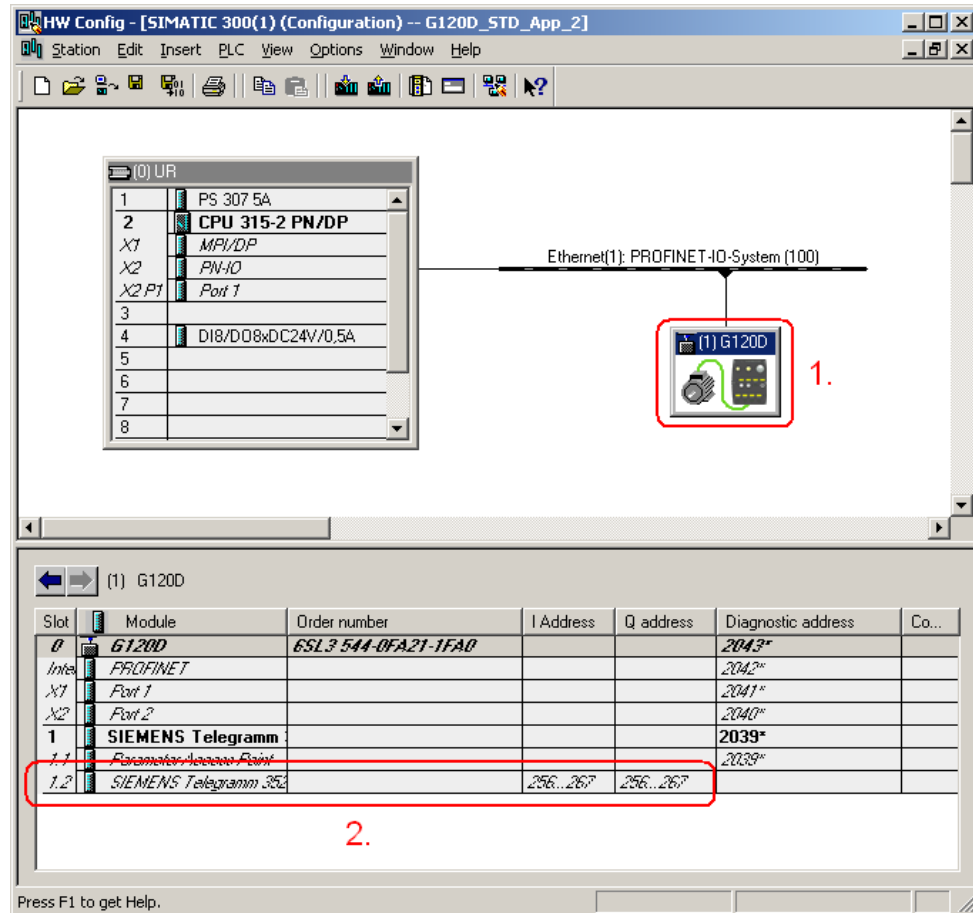 HW Config - [SIMATIC 300(1) (Configuration) -- G120D_STD_App_2]
Station Edit Insert PLC View Options Window Help
(0) UR
1 PS 307 5A
2 CPU 315-2 PN/DP
X1 MPI/DP
X2 PN-IO
X2 P1 Port 1
3
4 DI8/DO8xDC24V/0,5A
5
6
7
8
Ethernet(1): PROFINET-IO-System (100)
(1) G120D
1.
(1) G120D
Slot Module Order number I Address Q address Diagnostic address Co...
0 G120D 6SL3 544-0FA21-1FA0 2043*
Inte PROFINET 2042*
X1 Port 1 2041*
X2 Port 2 2040*
1 SIEMENS Telegramm 2039*
1.1 Parameter Access Point 2039*
1.2 SIEMENS Telegramm 352 256...267 256...267
2.
Press F1 to get Help.